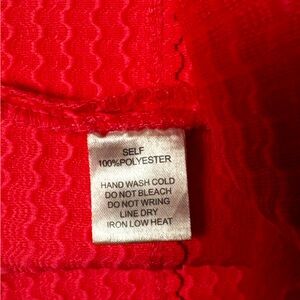 SELF
100%POLYESTER
HAND WASH COLD
DO NOT BLEACH
DO NOT WRING
LINE DRY
IRON LOW HEAT